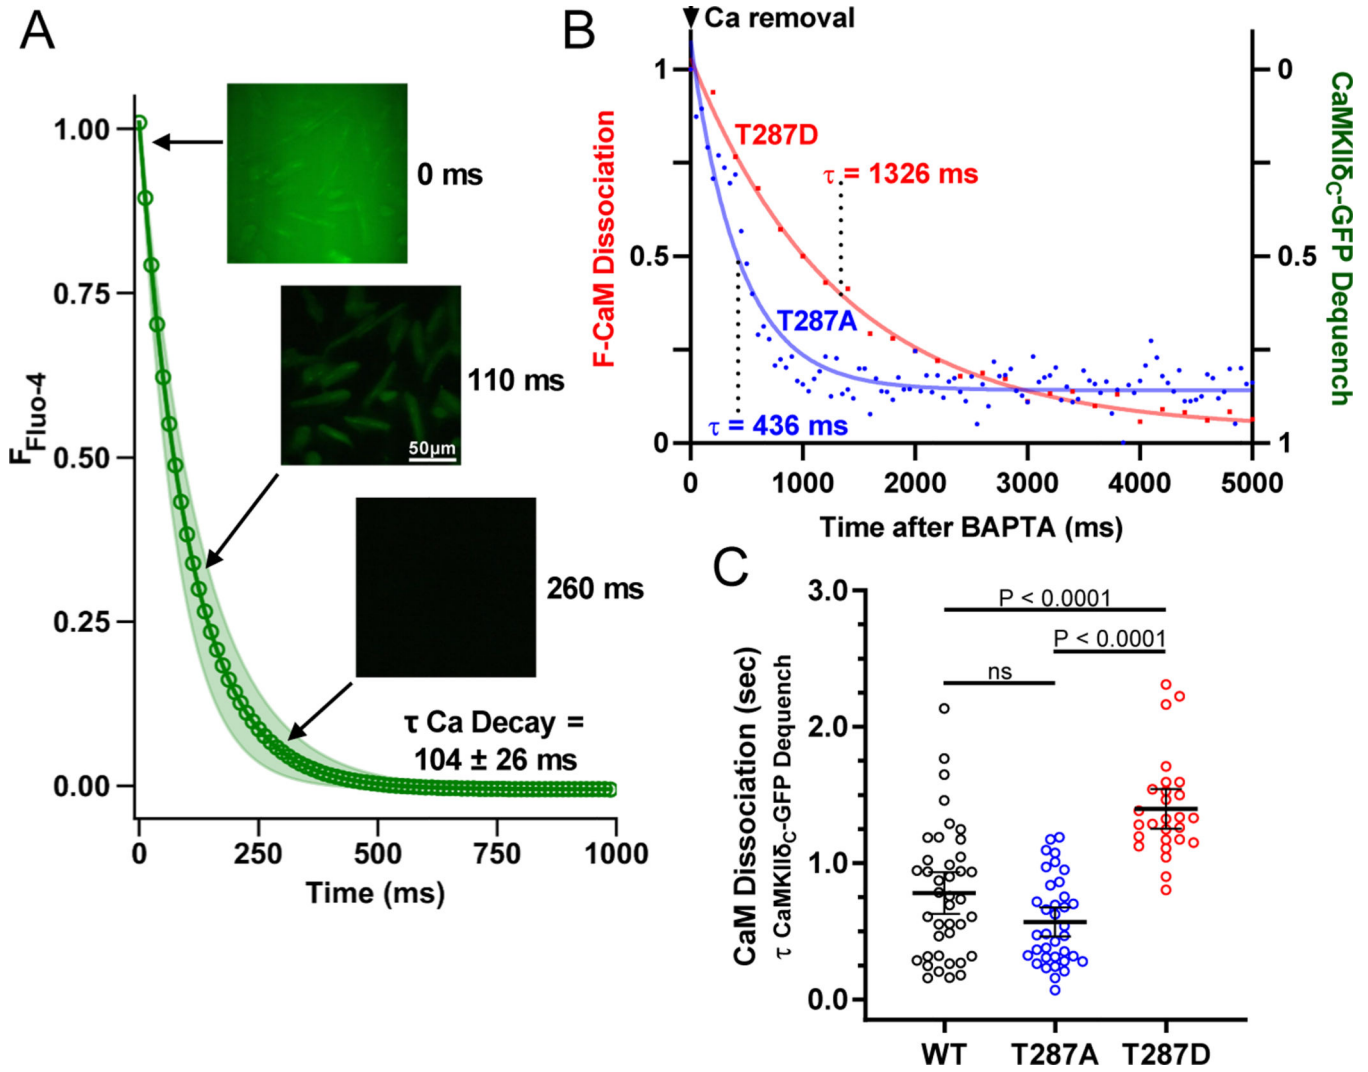 A
1.00
0.75
0.50
0.25
0.00
F Fluo-4
0 ms
110 ms
50µm
260 ms
τ Ca Decay =
104 ± 26 ms
0
250
500
750
1000
Time (ms)
B
Ca removal
1
0.5
0
F-CaM Dissociation
T287D
τ = 1326 ms
T287A
τ = 436 ms
0
0.5
1
CaMKIIδC-GFP Dequench
0
1000
2000
3000
4000
5000
Time after BAPTA (ms)
C
3.0
2.0
1.0
0.0
CaM Dissociation (sec)
τ CaMKIIδC-GFP Dequench
P < 0.0001
P < 0.0001
ns
WT
T287A
T287D